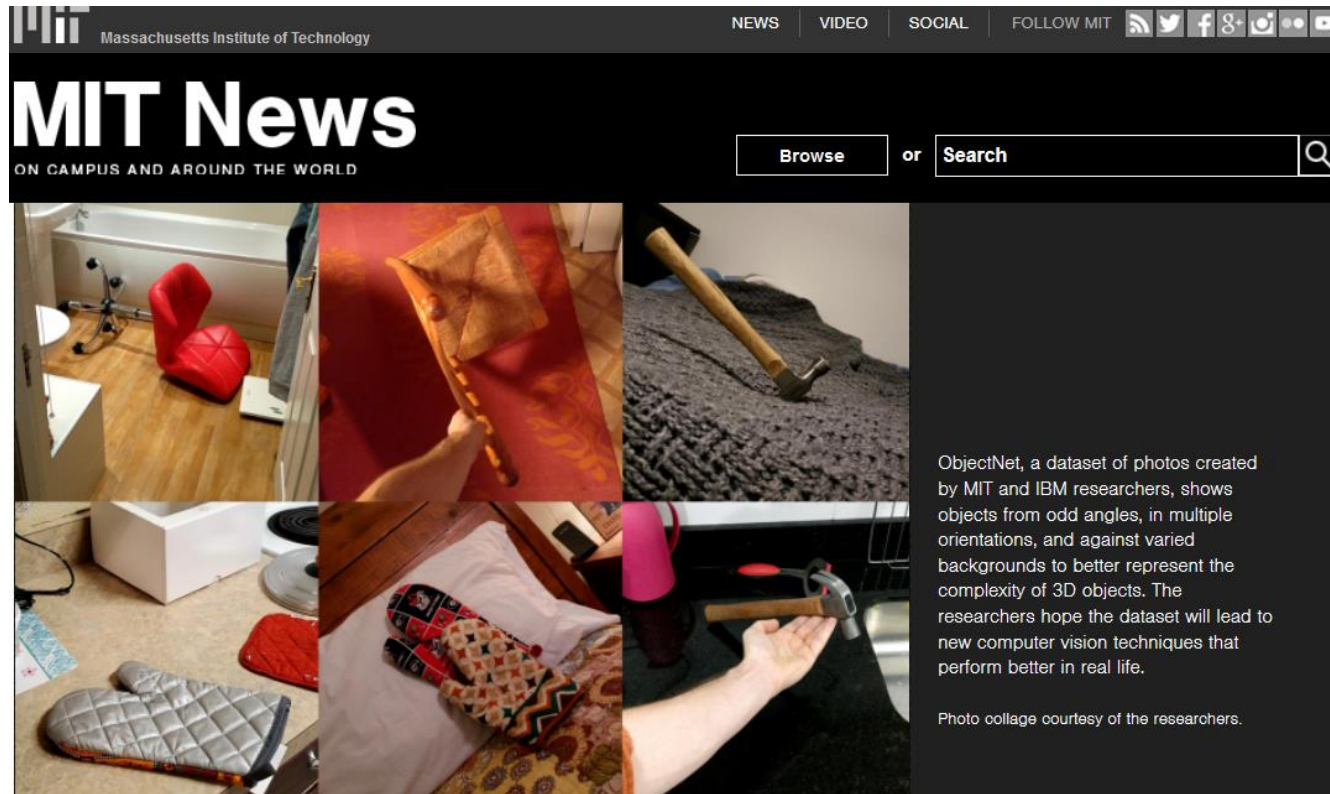 MIT
Massachusetts Institute of Technology
NEWS VIDEO SOCIAL FOLLOW MIT
MIT News
ON CAMPUS AND AROUND THE WORLD
Browse or Search
ObjectNet, a dataset of photos created
by MIT and IBM researchers, shows
objects from odd angles, in multiple
orientations, and against varied
backgrounds to better represent the
complexity of 3D objects. The
researchers hope the dataset will lead to
new computer vision techniques that
perform better in real life.
Photo collage courtesy of the researchers.